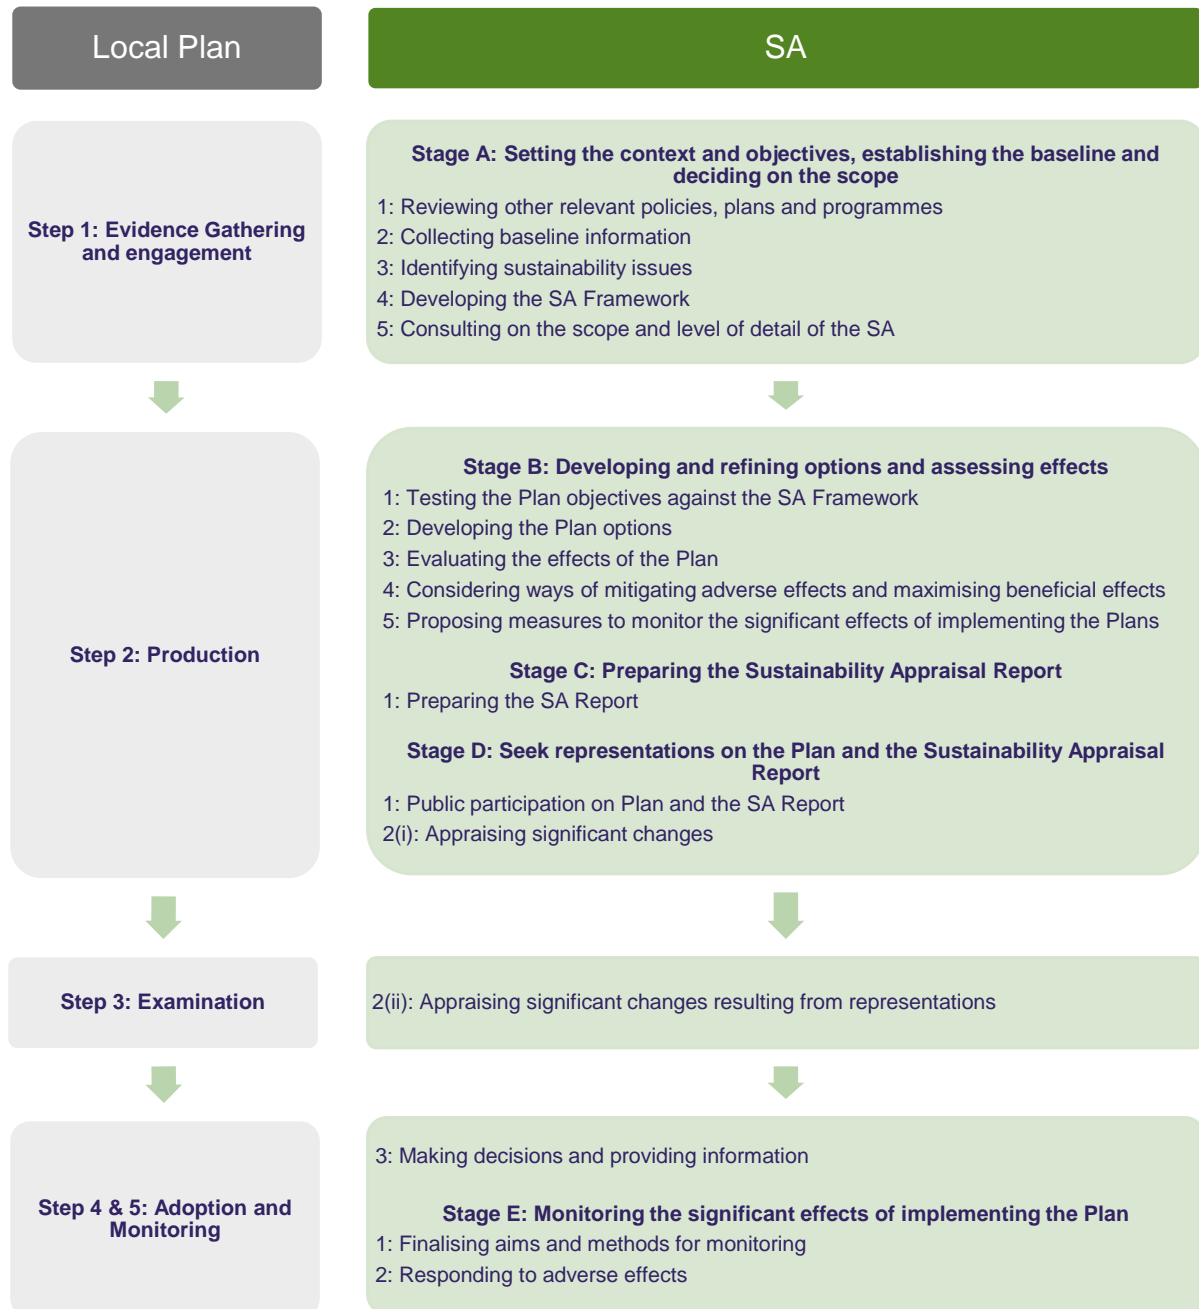 Local Plan
SA
Step 1: Evidence Gathering
and engagement
Stage A: Setting the context and objectives, establishing the baseline and
deciding on the scope
1: Reviewing other relevant policies, plans and programmes
2: Collecting baseline information
3: Identifying sustainability issues
4: Developing the SA Framework
5: Consulting on the scope and level of detail of the SA
Step 2: Production
Stage B: Developing and refining options and assessing effects
1: Testing the Plan objectives against the SA Framework
2: Developing the Plan options
3: Evaluating the effects of the Plan
4: Considering ways of mitigating adverse effects and maximising beneficial effects
5: Proposing measures to monitor the significant effects of implementing the Plans
Stage C: Preparing the Sustainability Appraisal Report
1: Preparing the SA Report
Stage D: Seek representations on the Plan and the Sustainability Appraisal
Report
1: Public participation on Plan and the SA Report
2(i): Appraising significant changes
Step 3: Examination
2(ii): Appraising significant changes resulting from representations
Step 4 & 5: Adoption and
Monitoring
3: Making decisions and providing information
Stage E: Monitoring the significant effects of implementing the Plan
1: Finalising aims and methods for monitoring
2: Responding to adverse effects